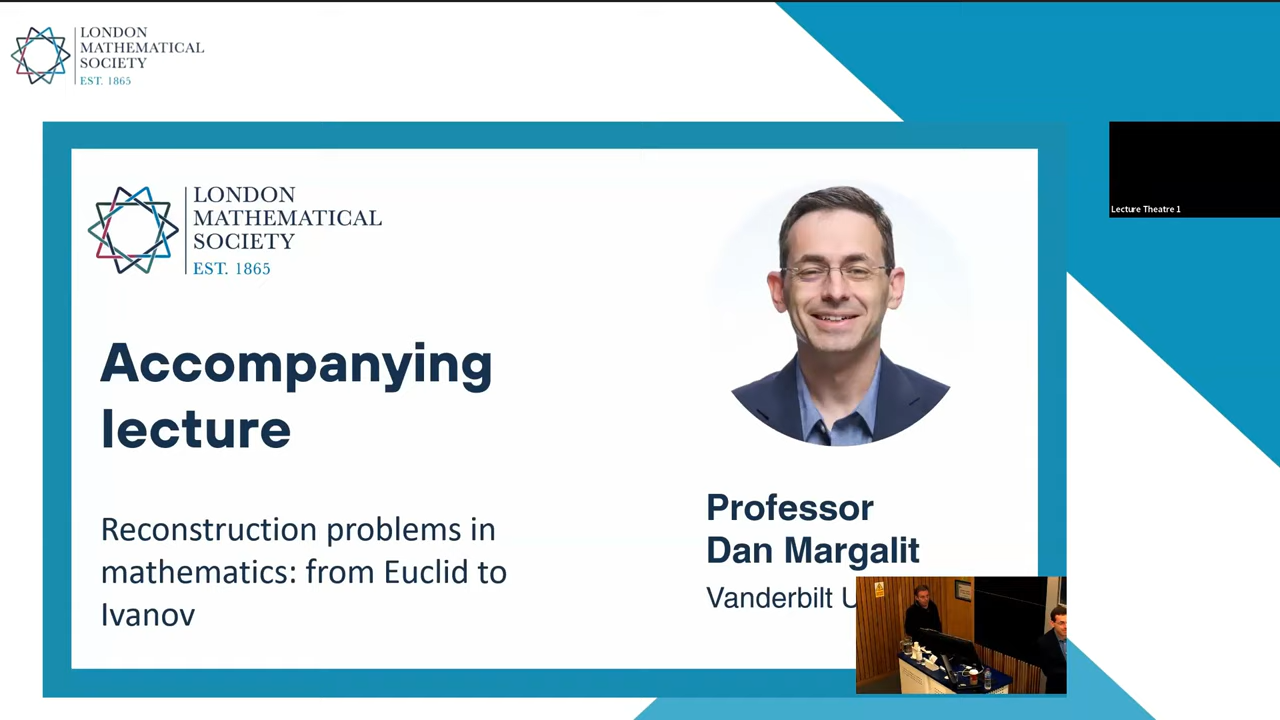 LONDON
MATHEMATICAL
SOCIETY
EST. 1865
LONDON
MATHEMATICAL
SOCIETY
EST. 1865
Accompanying
lecture
Reconstruction problems in
mathematics: from Euclid to
Ivanov
Professor
Dan Margalit
Vanderbilt U
Lecture Theatre 1